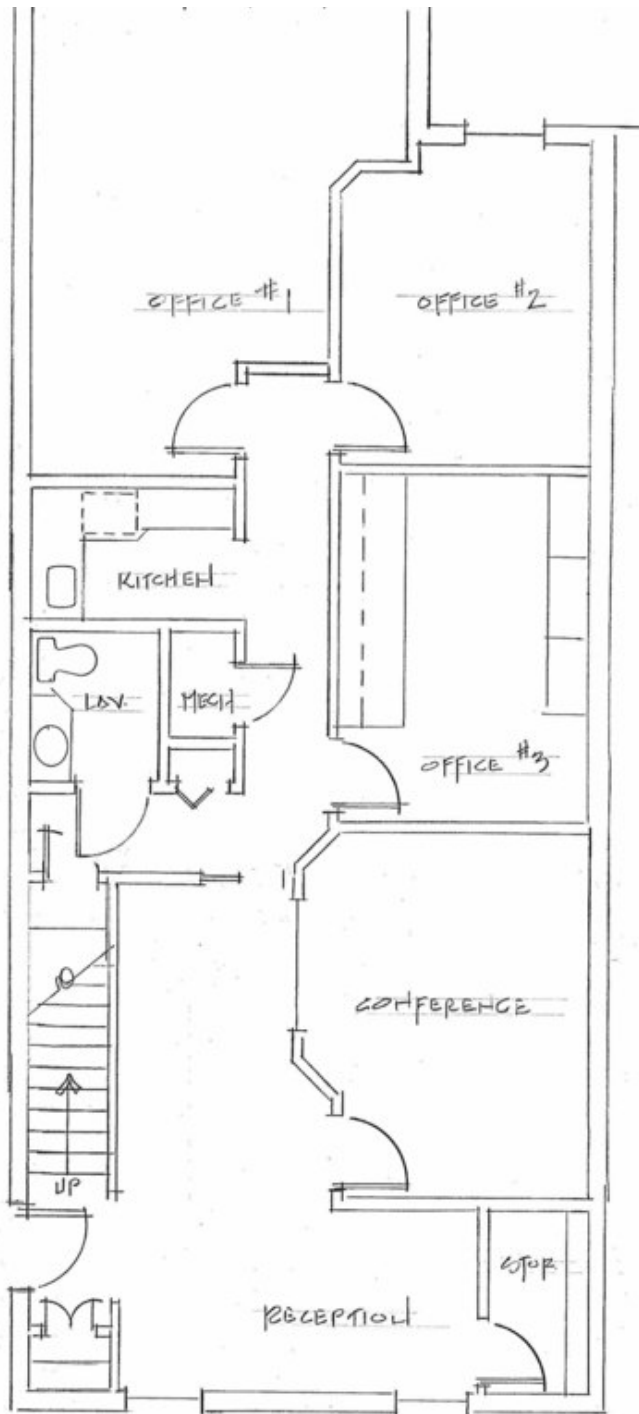 OFFICE #1
OFFICE #2
KITCHEN
LAV.
MECH
OFFICE #3
CONFERENCE
UP
STOR
RECEPTION